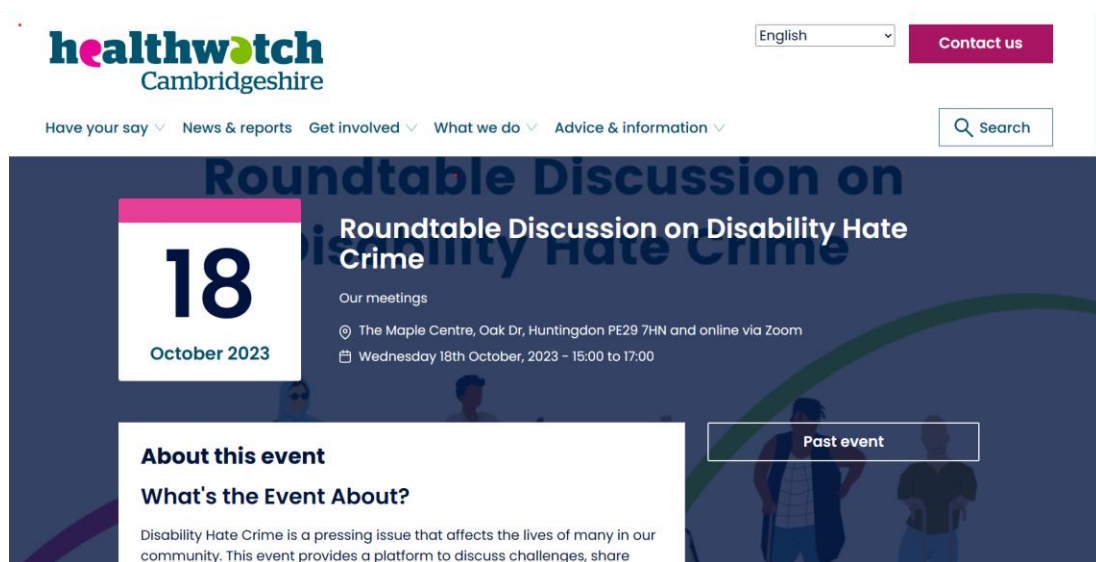 healthwatch
Cambridgeshire
English
Contact us
Have your say
News & reports
Get involved
What we do
Advice & information
Search
Roundtable Discussion on
Disability Hate Crime
18
October 2023
Roundtable Discussion on Disability Hate
Crime
Our meetings
The Maple Centre, Oak Dr, Huntingdon PE29 7HN and online via Zoom
Wednesday 18th October, 2023 - 15:00 to 17:00
Past event
About this event
What's the Event About?
Disability Hate Crime is a pressing issue that affects the lives of many in our
community. This event provides a platform to discuss challenges, share